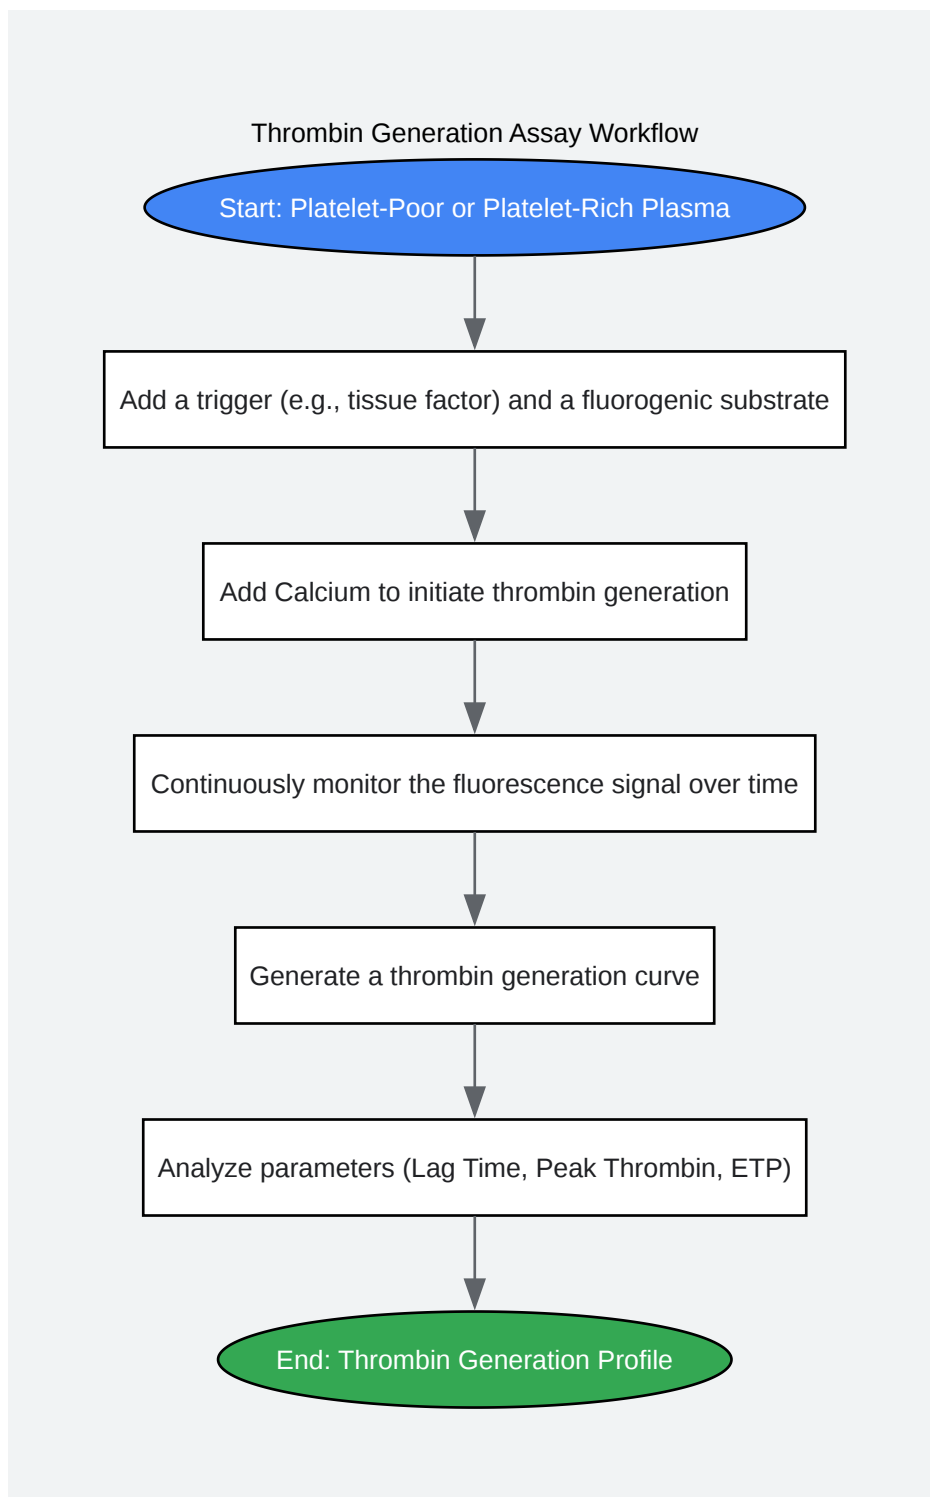 Thrombin Generation Assay Workflow
Start: Platelet-Poor or Platelet-Rich Plasma
Add a trigger (e.g., tissue factor) and a fluorogenic substrate
Add Calcium to initiate thrombin generation
Continuously monitor the fluorescence signal over time
Generate a thrombin generation curve
Analyze parameters (Lag Time, Peak Thrombin, ETP)
End: Thrombin Generation Profile